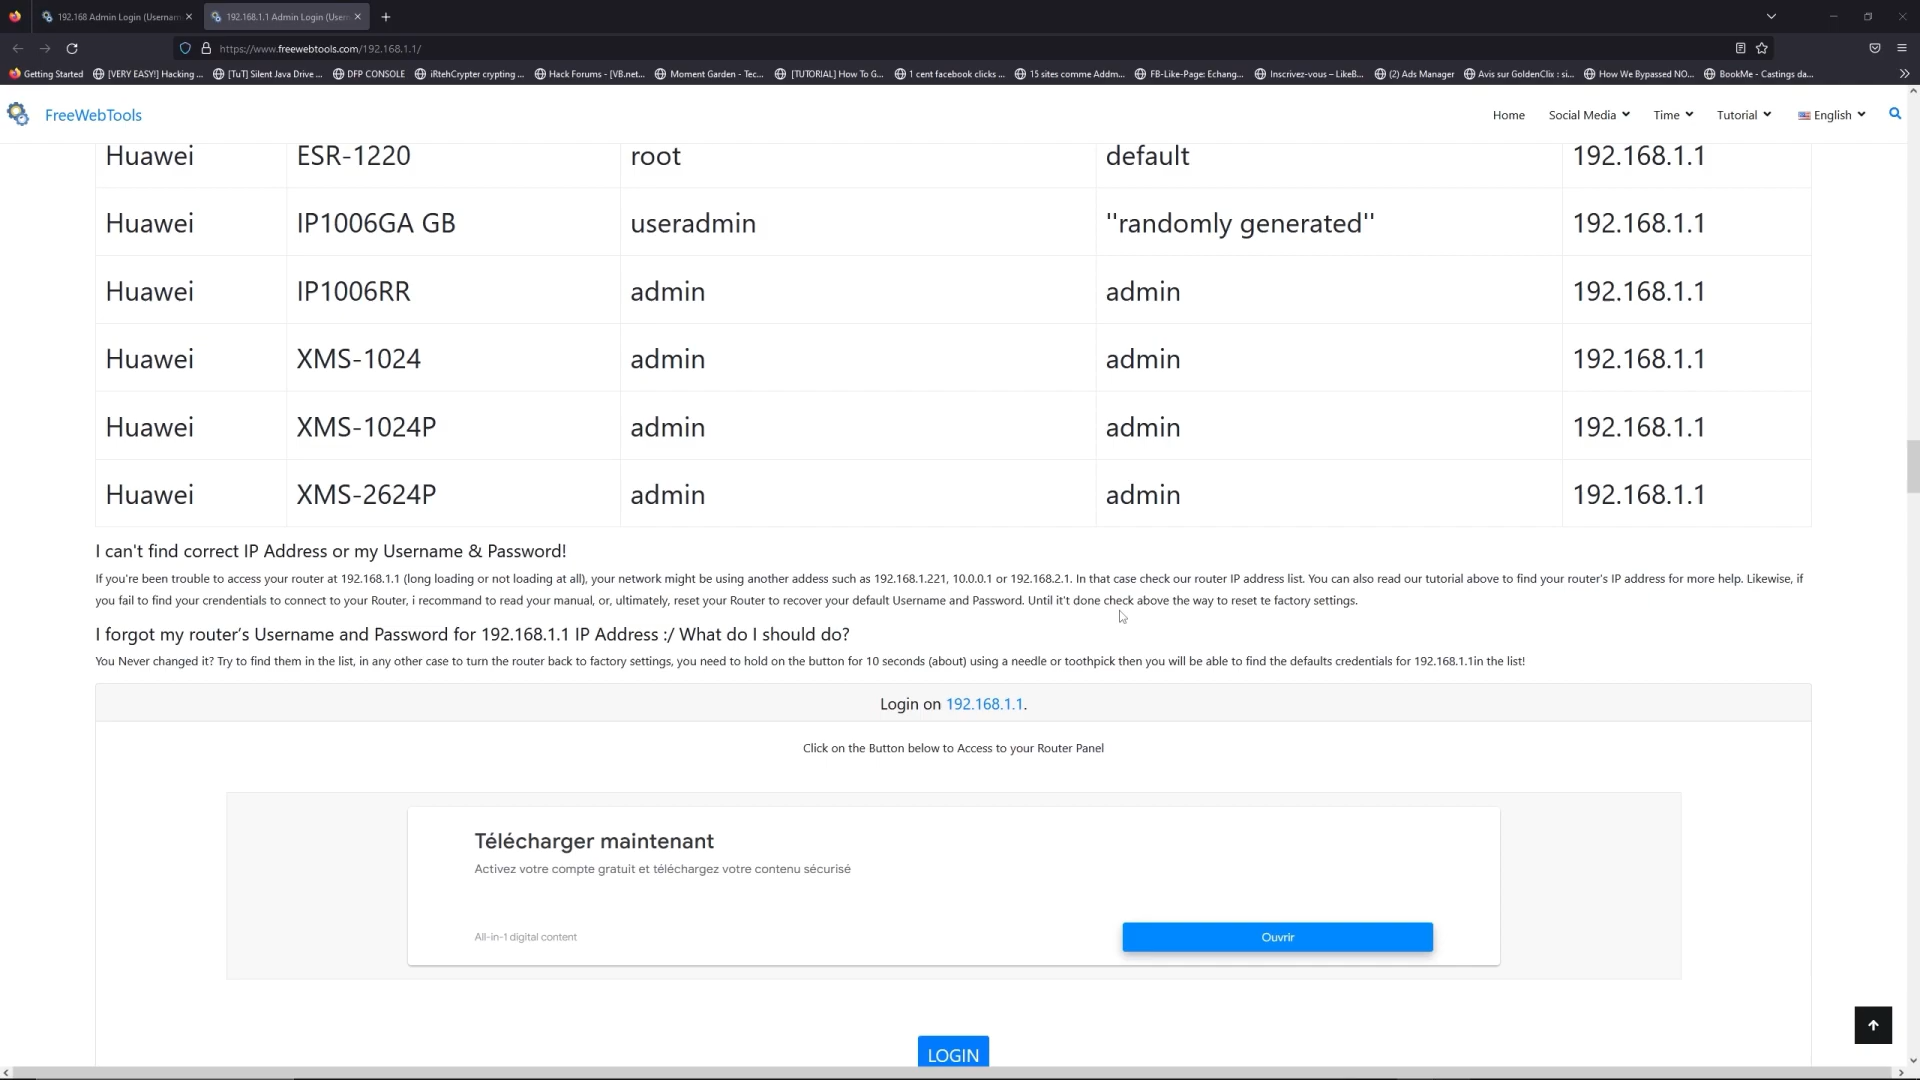 192.168 Admin Login (Usernam
192.168.1.1 Admin Login (User
https://www.freewebtools.com/192.168.1.1/
Getting Started [VERY EASY!] Hacking ... [TuT] Silent Java Drive ... DFP CONSOLE iRtehCrypter crypting ... Hack Forums - [VB.net... Moment Garden - Tec... [TUTORIAL] How To G... 1 cent facebook clicks ... 15 sites comme Addm... FB-Like-Page: Echang... Inscrivez-vous – LikeB... (2) Ads Manager Avis sur GoldenClix : si... How We Bypassed NO... BookMe - Castings da...
FreeWebTools Home Social Media Time Tutorial English
Huawei ESR-1220 root default 192.168.1.1
Huawei IP1006GA GB useradmin "randomly generated" 192.168.1.1
Huawei IP1006RR admin admin 192.168.1.1
Huawei XMS-1024 admin admin 192.168.1.1
Huawei XMS-1024P admin admin 192.168.1.1
Huawei XMS-2624P admin admin 192.168.1.1
I can't find correct IP Address or my Username & Password!
If you're been trouble to access your router at 192.168.1.1 (long loading or not loading at all), your network might be using another addess such as 192.168.1.221, 10.0.0.1 or 192.168.2.1. In that case check our router IP address list. You can also read our tutorial above to find your router's IP address for more help. Likewise, if
you fail to find your crendentials to connect to your Router, i recommand to read your manual, or, ultimately, reset your Router to recover your default Username and Password. Until it't done check above the way to reset te factory settings.
I forgot my router’s Username and Password for 192.168.1.1 IP Address :/ What do I should do?
You Never changed it? Try to find them in the list, in any other case to turn the router back to factory settings, you need to hold on the button for 10 seconds (about) using a needle or toothpick then you will be able to find the defaults credentials for 192.168.1.1in the list!
Login on 192.168.1.1.
Click on the Button below to Access to your Router Panel
Télécharger maintenant
Activez votre compte gratuit et téléchargez votre contenu sécurisé
All-in-1 digital content
Ouvrir
LOGIN